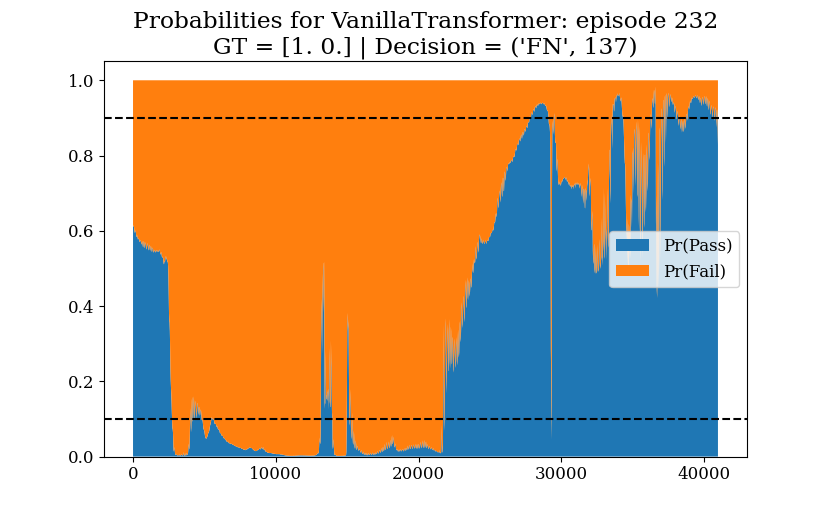 Probabilities for VanillaTransformer: episode 232
GT = [1. 0.] | Decision = ('FN', 137)
1.0
0.8
0.6
0.4
0.2
0.0
Pr(Pass)
Pr(Fail)
0 10000 20000 30000 40000